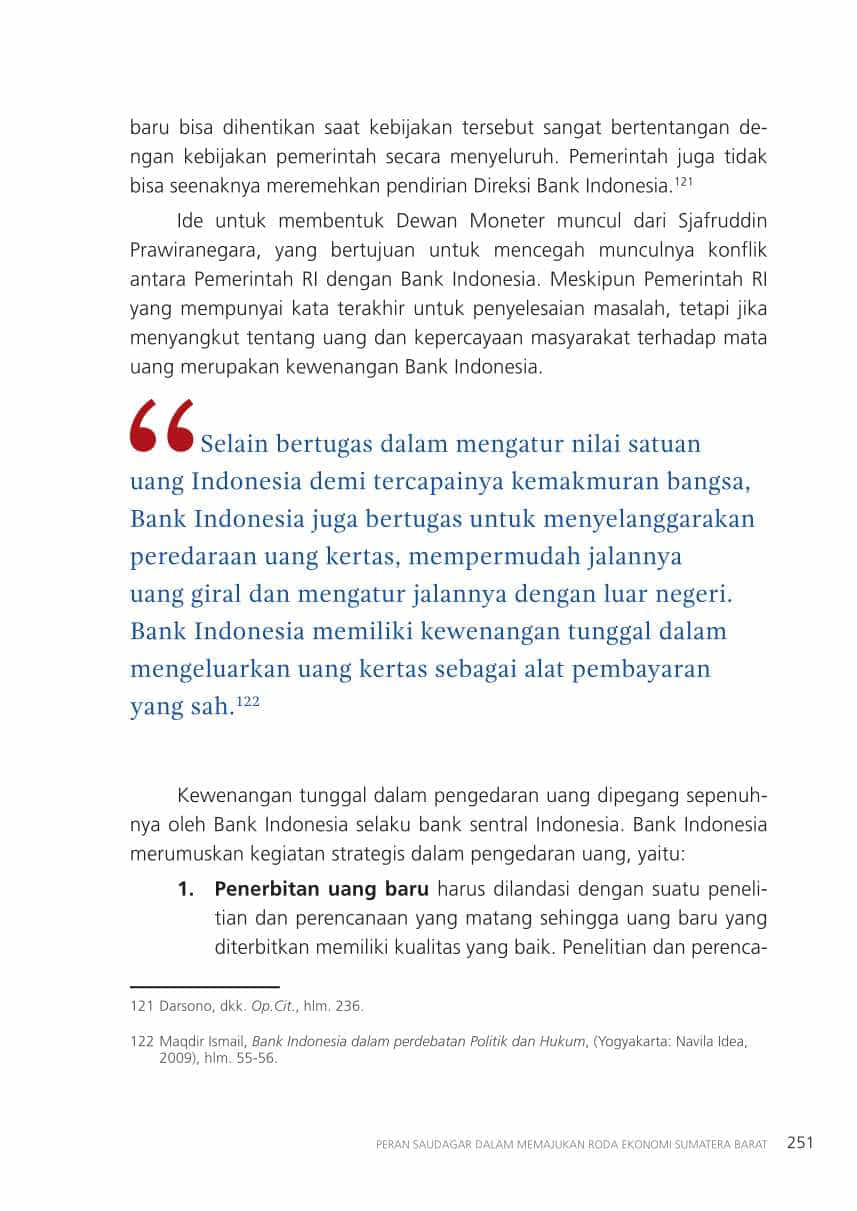 baru bisa dihentikan saat kebijakan tersebut sangat bertentangan de-
ngan kebijakan pemerintah secara menyeluruh. Pemerintah juga tidak
bisa seenaknya meremehkan pendirian Direksi Bank Indonesia.121
Ide untuk membentuk Dewan Moneter muncul dari Sjafruddin
Prawiranegara, yang bertujuan untuk mencegah munculnya konflik
antara Pemerintah RI dengan Bank Indonesia. Meskipun Pemerintah RI
yang mempunyai kata terakhir untuk penyelesaian masalah, tetapi jika
menyangkut tentang uang dan kepercayaan masyarakat terhadap mata
uang merupakan kewenangan Bank Indonesia.
“Selain bertugas dalam mengatur nilai satuan
uang Indonesia demi tercapainya kemakmuran bangsa,
Bank Indonesia juga bertugas untuk menyelanggarakan
peredaraan uang kertas, mempermudah jalannya
uang giral dan mengatur jalannya dengan luar negeri.
Bank Indonesia memiliki kewenangan tunggal dalam
mengeluarkan uang kertas sebagai alat pembayaran
yang sah.122
Kewenangan tunggal dalam pengedaran uang dipegang sepenuh-
nya oleh Bank Indonesia selaku bank sentral Indonesia. Bank Indonesia
merumuskan kegiatan strategis dalam pengedaran uang, yaitu:
1. Penerbitan uang baru harus dilandasi dengan suatu peneli-
tian dan perencanaan yang matang sehingga uang baru yang
diterbitkan memiliki kualitas yang baik. Penelitian dan perenca-
121 Darsono, dkk. Op.Cit., hlm. 236.
122 Maqdir Ismail, Bank Indonesia dalam perdebatan Politik dan Hukum, (Yogyakarta: Navila Idea,
2009), hlm. 55-56.
PERAN SAUDAGAR DALAM MEMAJUKAN RODA EKONOMI SUMATERA BARAT 251